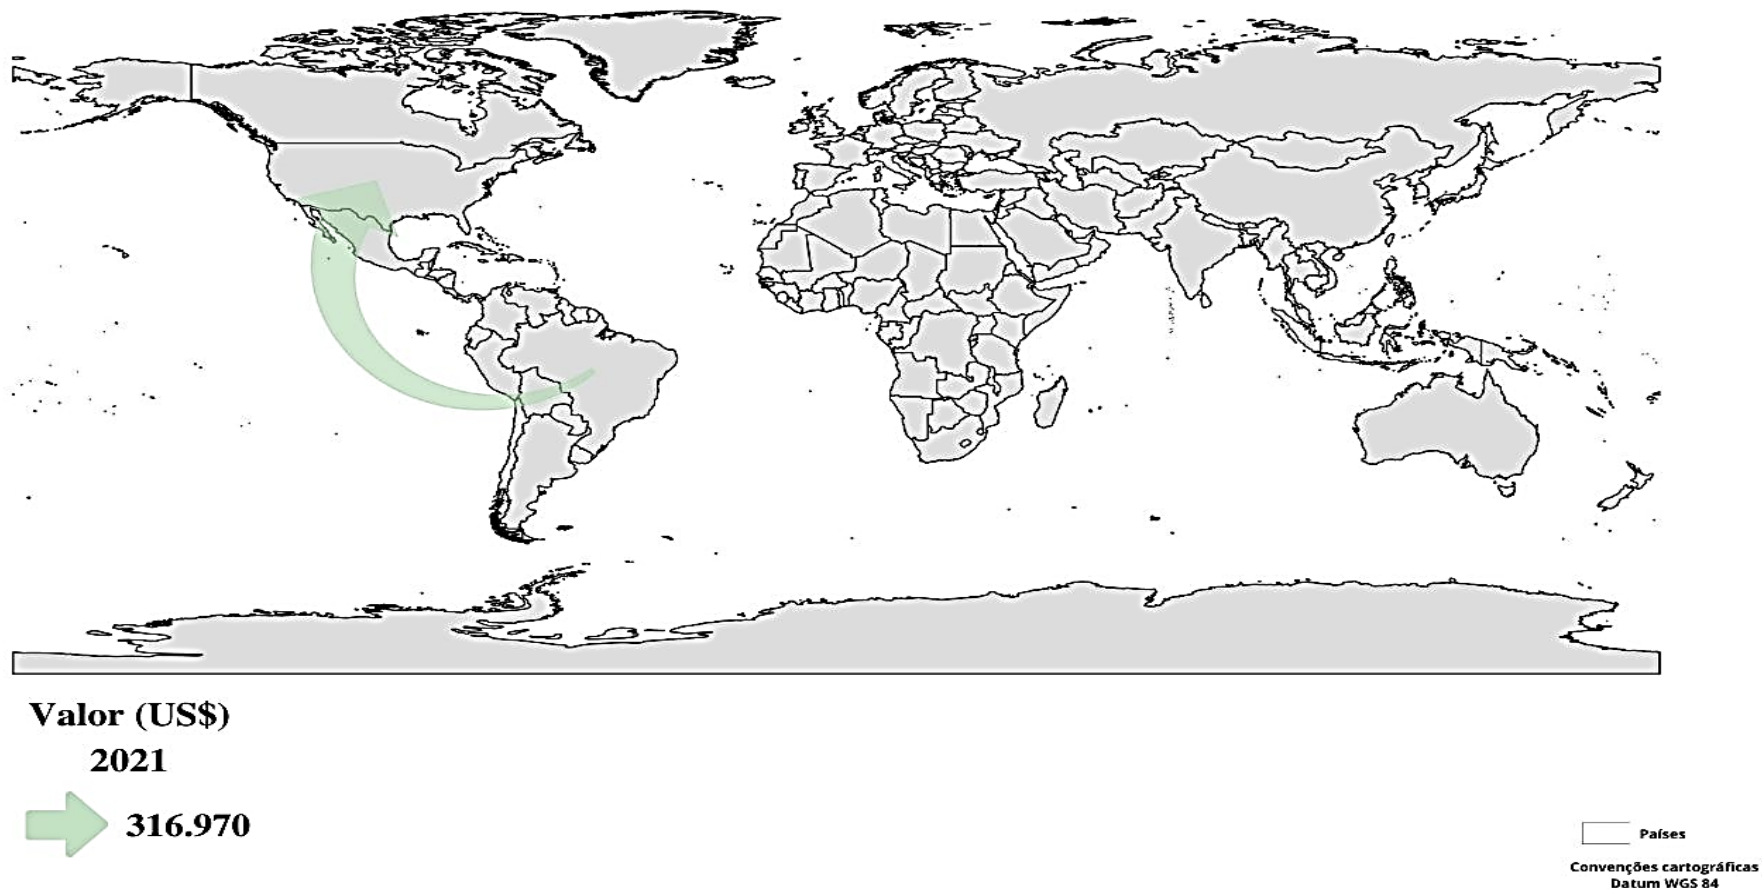 Valor (US$)
2021
316.970
Países
Convenções cartográficas
Datum WGS 84